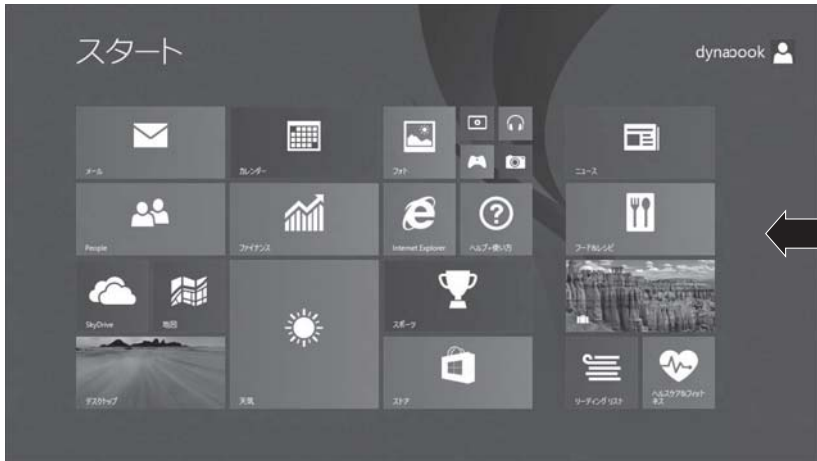 スタート
dynabook
メール
カレンダー
フォト
ニュース
People
ファイナンス
Internet Explorer
ヘルプ+使い方
フード&レシピ
SkyDrive
地図
天気
スポーツ
デスクトップ
ストア
リーディング リスト
ヘルスケア&フィット
ネス